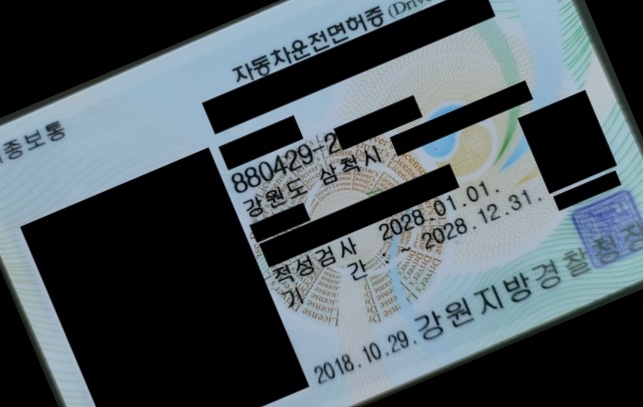 자동차운전면허증 (Drive
종보통
880429-2
강원도 삼척시
적성검사 2028.01.01.
기 간 : ~ 2028.12.31.
2018.10.29. 강원지방경찰청장